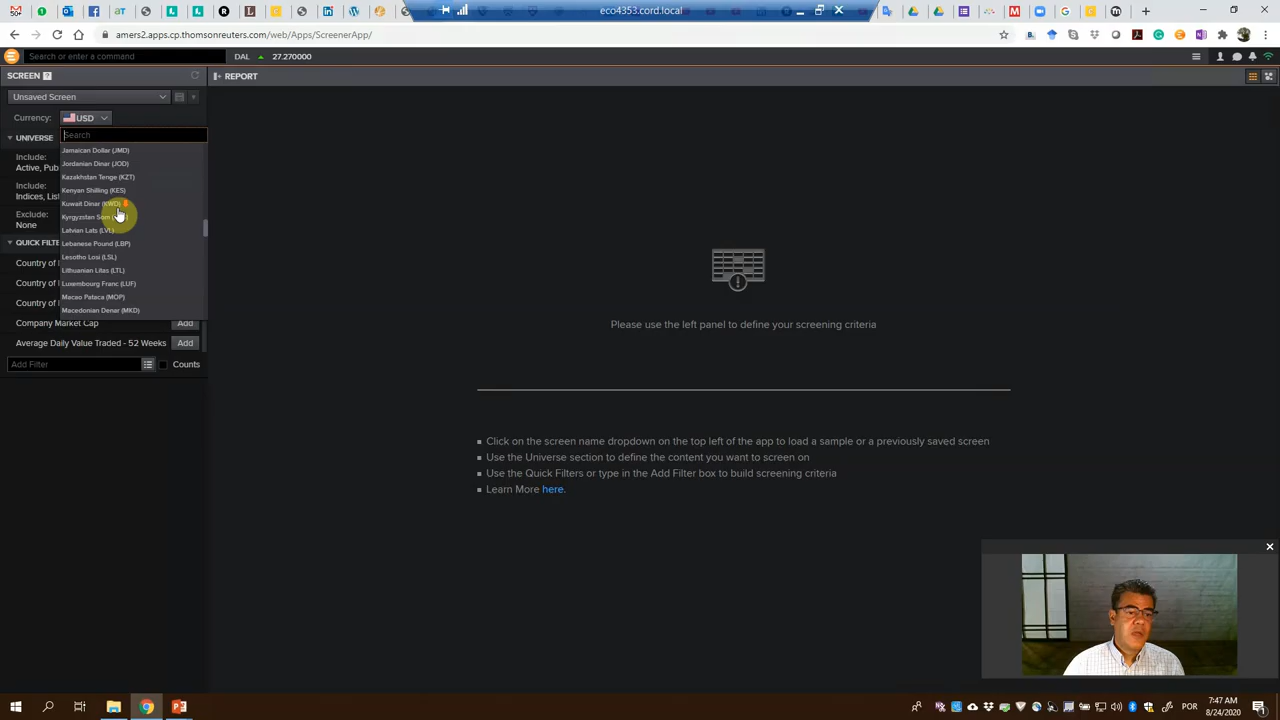 50+
eco4353.cord.local
amers2.apps.cp.thomsonreuters.com/web/Apps/ScreenerApp/
Search or enter a command
DAL
27.270000
SCREEN ?
REPORT
Unsaved Screen
Currency:
USD
UNIVERSE
Search
Include:
Active, Pub
Include:
Indices, Lis
Exclude:
None
QUICK FILTE
Country of
Country of
Country of
Jamaican Dollar (JMD)
Jordanian Dinar (JOD)
Kazakhstan Tenge (KZT)
Kenyan Shilling (KES)
Kuwait Dinar (KWD)
Kyrgyzstan Som
Latvian Lats (LVL)
Lebanese Pound (LBP)
Lesotho Losi (LSL)
Lithuanian Litas (LTL)
Luxembourg Franc (LUF)
Macao Pataca (MOP)
Macedonian Denar (MKD)
Company Market Cap
Add
Average Daily Value Traded - 52 Weeks
Add
Add Filter
Counts
Please use the left panel to define your screening criteria
Click on the screen name dropdown on the top left of the app to load a sample or a previously saved screen
Use the Universe section to define the content you want to screen on
Use the Quick Filters or type in the Add Filter box to build screening criteria
Learn More here.
POR
7:47 AM
8/24/2020